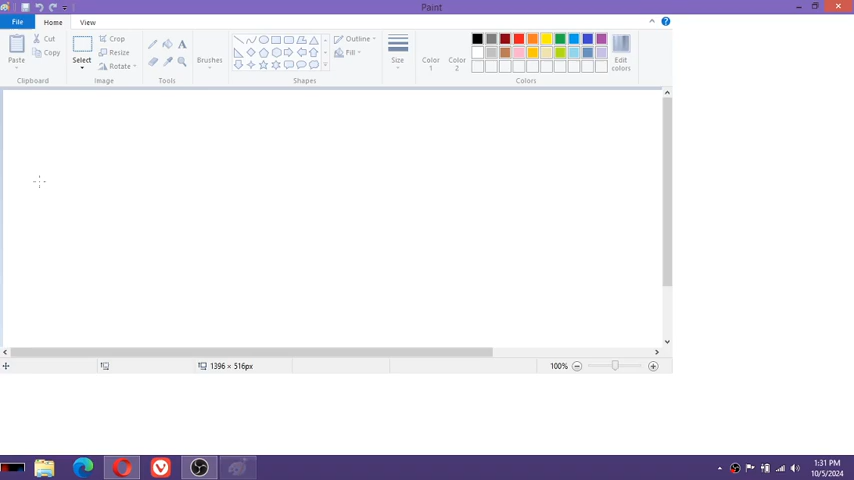 Paint
File Home View
Cut
Copy
Paste
Clipboard
Select
Crop
Resize
Rotate
Image
A
Tools
Brushes
Outline
Fill
Shapes
Size
Color 1
Color 2
Edit colors
Colors
1396 × 516px
100%
1:31 PM
10/5/2024